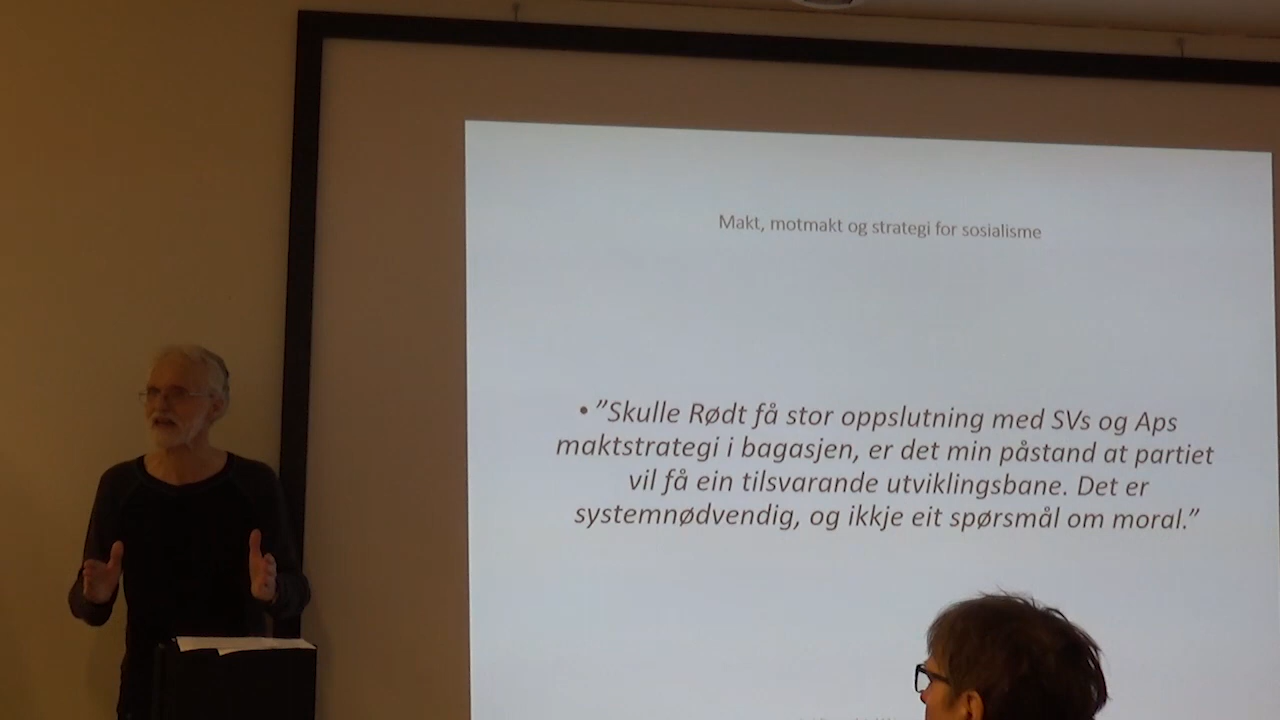 Makt, motmakt og strategi for sosialisme
• ”Skulle Rødt få stor oppslutning med SVs og Aps
maktstrategi i bagasjen, er det min påstand at partiet
vil få ein tilsvarande utviklingsbane. Det er
systemnødvendig, og ikkje eit spørsmål om moral.”